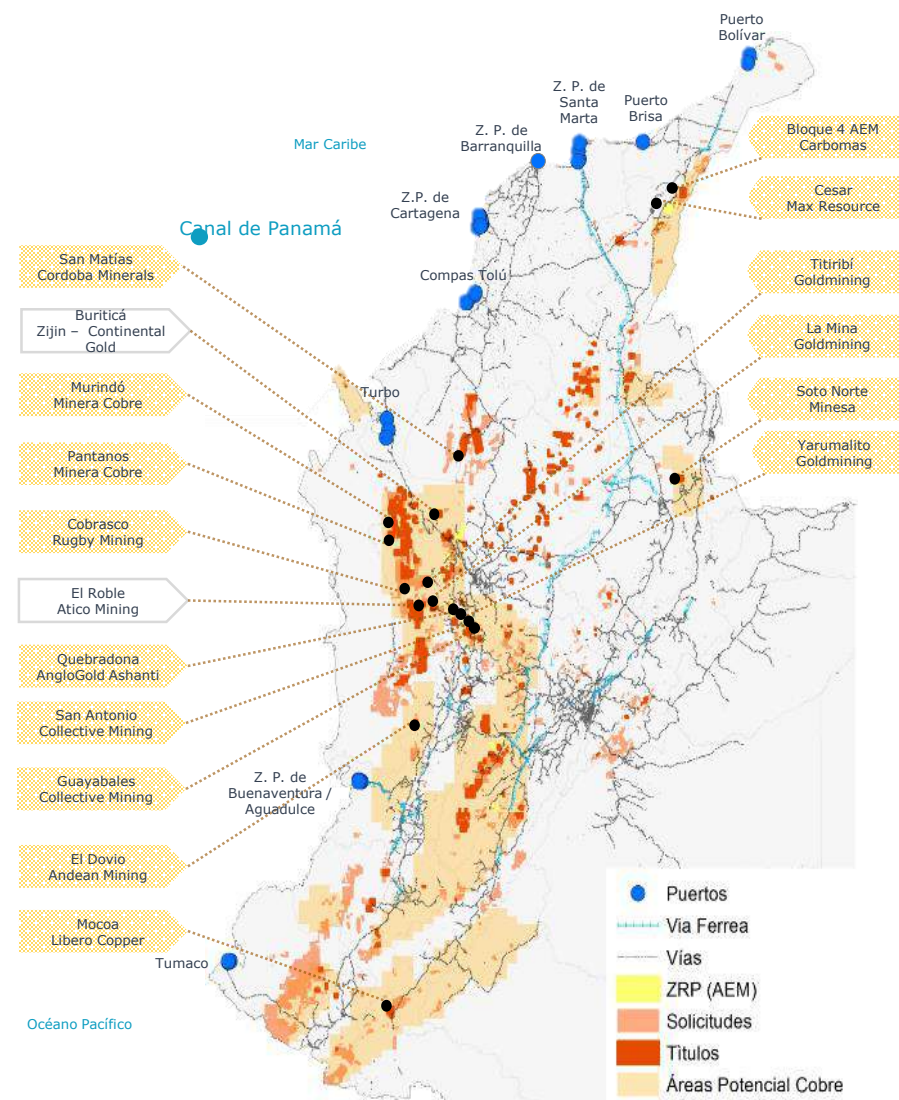 Puerto
Bolívar
Z. P. de
Santa
Marta
Puerto
Brisa
Z. P. de
Barranquilla
Mar Caribe
Z.P. de
Cartagena
Canal de Panamá
Compas Tolú
Turbo
Bloque 4 AEM
Carbomas
Cesar
Max Resource
Titiribí
Goldmining
La Mina
Goldmining
Soto Norte
Minesa
Yarumalito
Goldmining
San Matías
Cordoba Minerals
Buriticá
Zijin – Continental
Gold
Murindó
Minera Cobre
Pantanos
Minera Cobre
Cobrasco
Rugby Mining
El Roble
Atico Mining
Quebradona
AngloGold Ashanti
San Antonio
Collective Mining
Guayabales
Collective Mining
El Dovio
Andean Mining
Mocoa
Libero Copper
Z. P. de
Buenaventura /
Aguadulce
Tumaco
Océano Pacífico
Puertos
Via Ferrea
Vías
ZRP (AEM)
Solicitudes
Titulos
Áreas Potencial Cobre